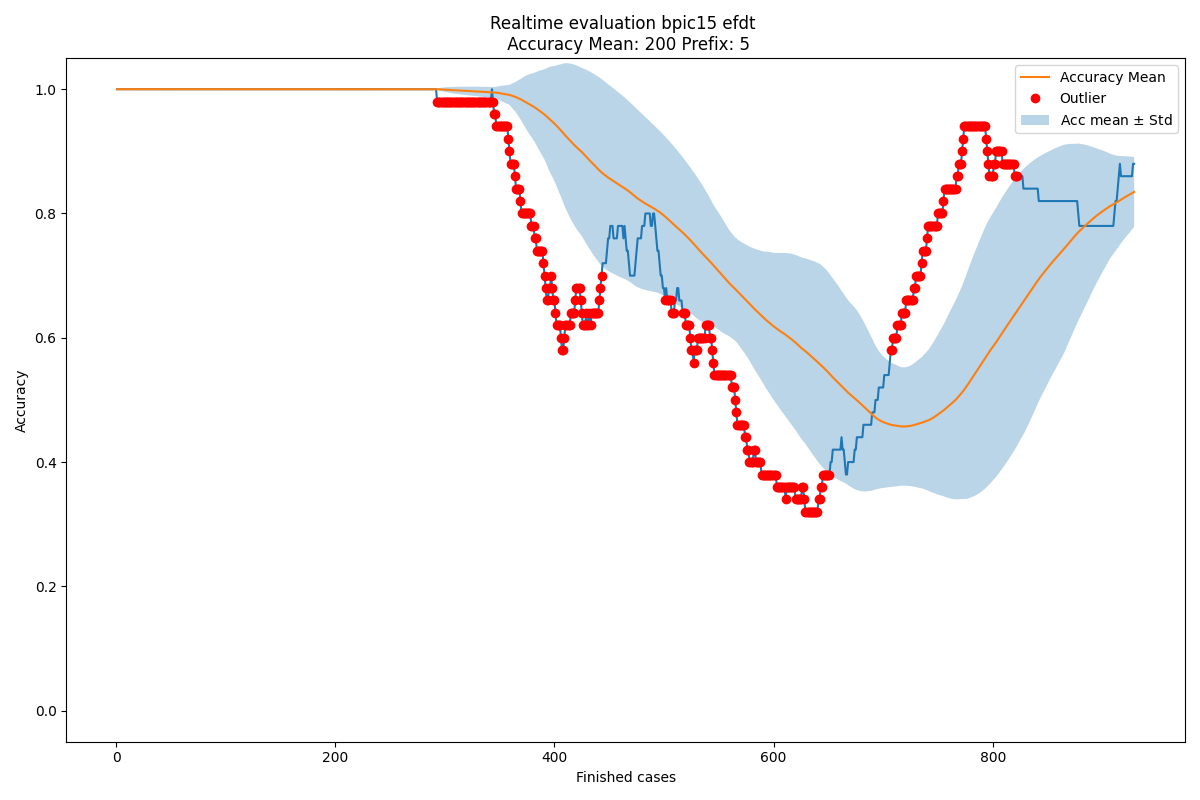 Realtime evaluation bpic15 efdt
Accuracy Mean: 200 Prefix: 5
Accuracy Mean
Outlier
Acc mean ± Std
1.0
0.8
0.6
0.4
0.2
0.0
Accuracy
0 200 400 600 800
Finished cases